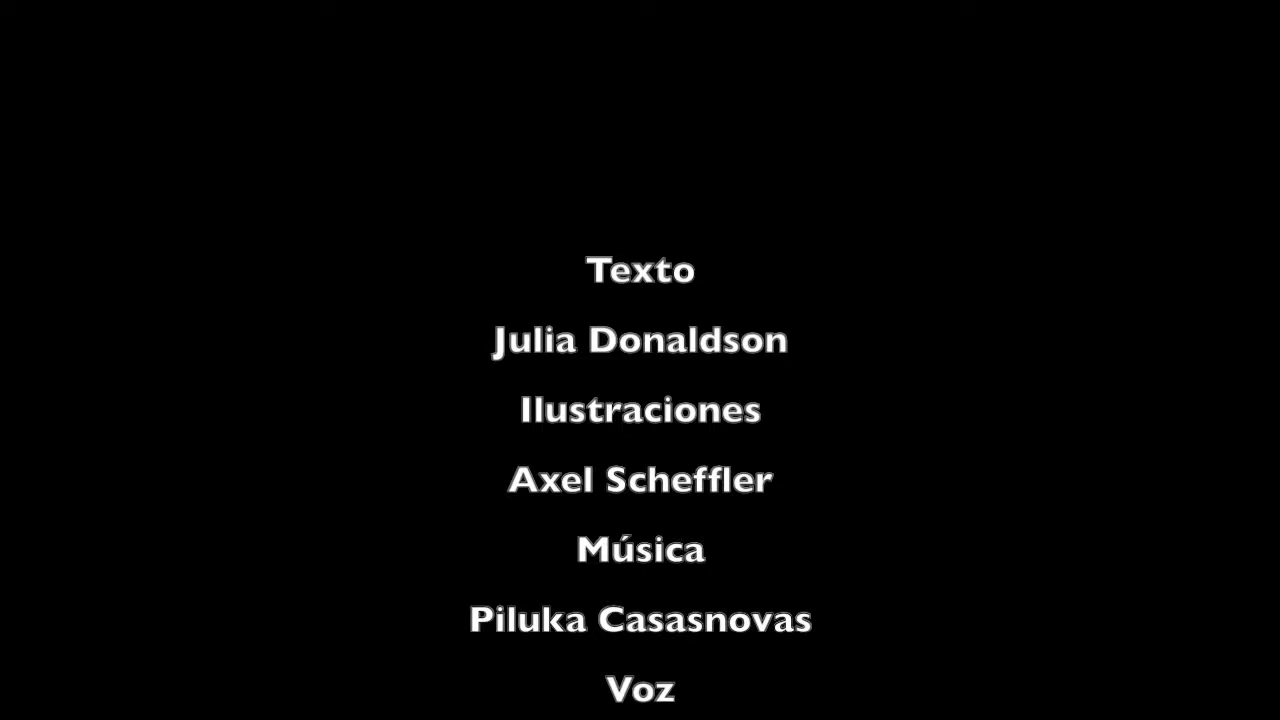 Texto
Julia Donaldson
Ilustraciones
Axel Scheffler
Música
Piluka Casasnovas
Voz